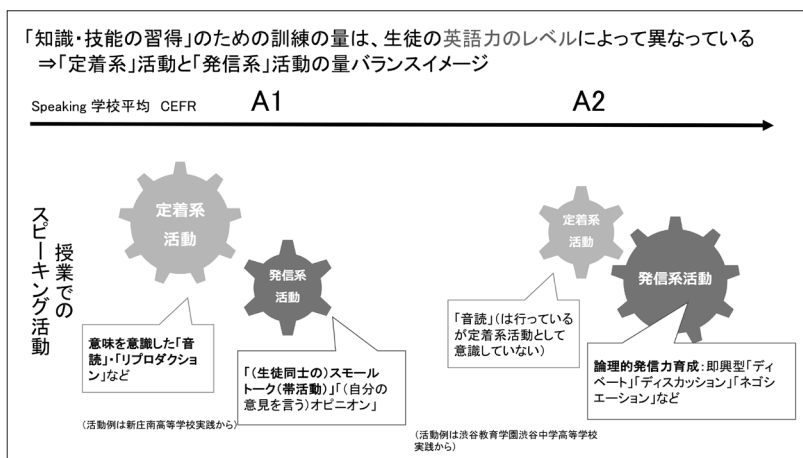 「知識・技能の習得」のための訓練の量は、生徒の英語力のレベルによって異なっている
⇒「定着系」活動と「発信系」活動の量バランスイメージ
Speaking 学校平均 CEFR
A1
A2
授業での
スピーキング活動
定着系
活動
発信系
活動
意味を意識した「音
読」・「リプロダクショ
ン」など
「(生徒同士の)スモール
トーク(帯活動)」「(自分の
意見を言う)オピニオン」
(活動例は新庄南高等学校実践から)
定着系
活動
発信系活動
「音読」(は行っている
が定着系活動として
意識していない)
論理的発信力育成：即興型「ディ
ベート」「ディスカッション」「ネゴシ
エーション」など
(活動例は渋谷教育学園渋谷中学高等学校
実践から)